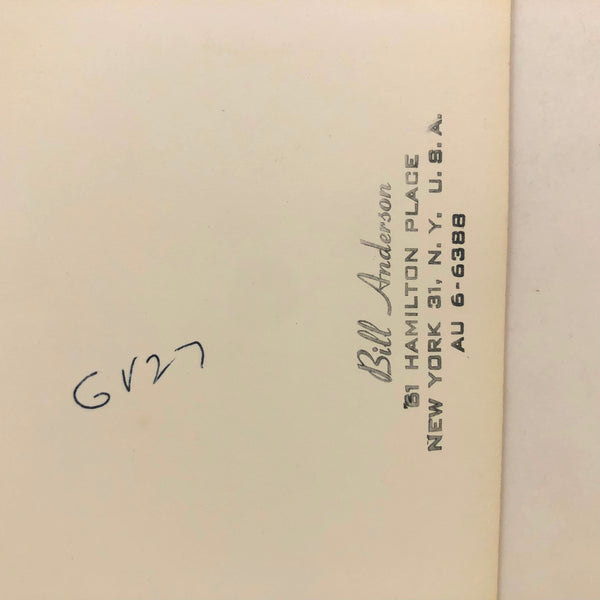 Bill Anderson
61 HAMILTON PLACE
NEW YORK 31, N. Y. U. S. A.
AU 6-6388
GV27